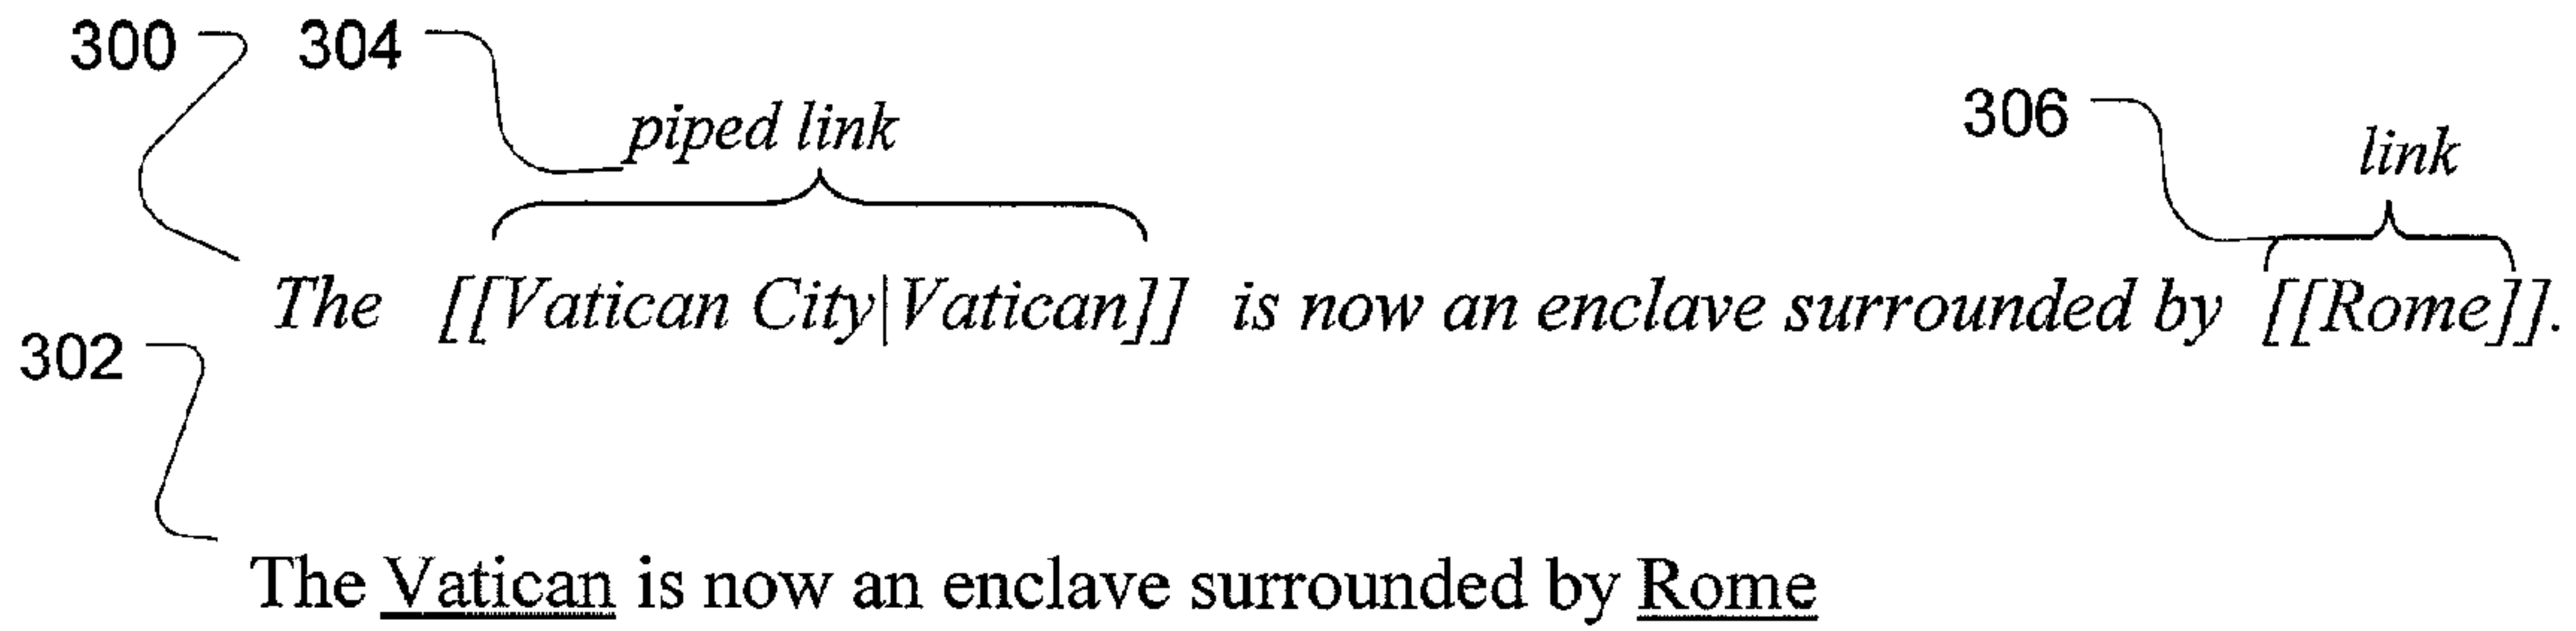 300 304
piped link
306
link
The [[Vatican City|Vatican]] is now an enclave surrounded by [[Rome]].
302
The Vatican is now an enclave surrounded by Rome